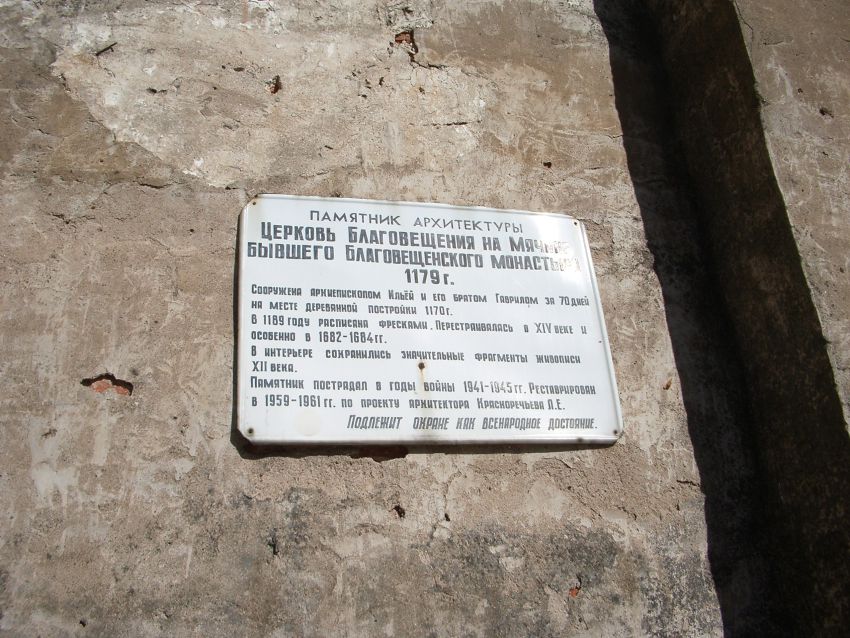 ПАМЯТНИК АРХИТЕКТУРЫ
ЦЕРКОВЬ БЛАГОВЕЩЕНИЯ НА МЯЧИНЕ
БЫВШЕГО БЛАГОВЕЩЕНСКОГО МОНАСТЫРЯ
1179 г.
СООРУЖЕНА АРХИЕПИСКОПОМ ИЛЬЁЙ И ЕГО БРАТОМ ГАВРИЛОМ ЗА 70 ДНЕЙ
НА МЕСТЕ ДЕРЕВЯННОЙ ПОСТРОЙКИ 1170 г.
В 1189 ГОДУ РАСПИСАНА ФРЕСКАМИ. ПЕРЕСТРАИВАЛАСЬ В XIV ВЕКЕ И
ОСОБЕННО В 1682-1684 гг.
В ИНТЕРЬЕРЕ СОХРАНИЛИСЬ ЗНАЧИТЕЛЬНЫЕ ФРАГМЕНТЫ ЖИВОПИСИ
XII ВЕКА.
ПАМЯТНИК ПОСТРАДАЛ В ГОДЫ ВОЙНЫ 1941-1945 гг. РЕСТАВРИРОВАН
В 1959-1961 гг. ПО ПРОЕКТУ АРХИТЕКТОРА КРАСНОРЕЧЬЕВА Л.Е.
ПОДЛЕЖИТ ОХРАНЕ КАК ВСЕНАРОДНОЕ ДОСТОЯНИЕ.